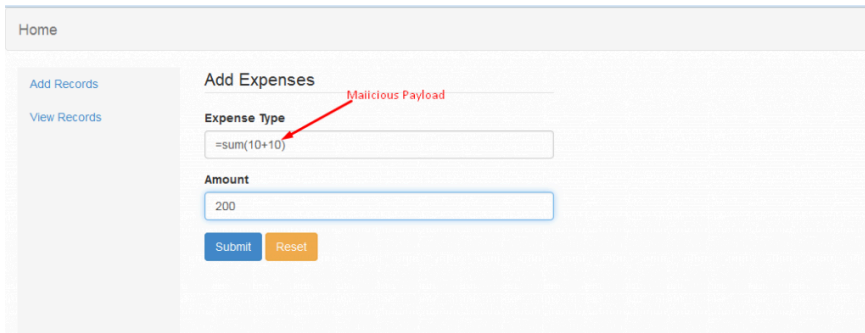 Home
Add Records
View Records
Add Expenses
Malicious Payload
Expense Type
=sum(10+10)
Amount
200
Submit
Reset